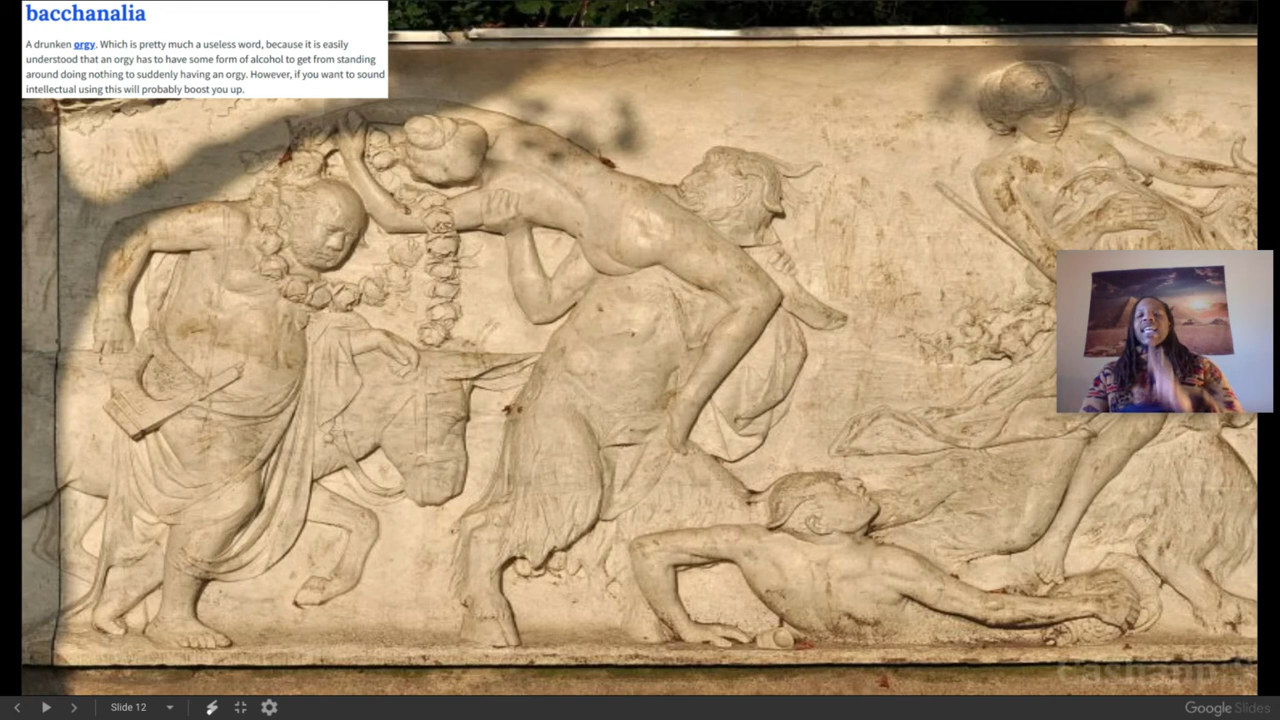 bacchanalia
A drunken orgy. Which is pretty much a useless word, because it is easily
understood that an orgy has to have some form of alcohol to get from standing
around doing nothing to suddenly having an orgy. However, if you want to sound
intellectual using this will probably boost you up.
Slide 12
Google Slides